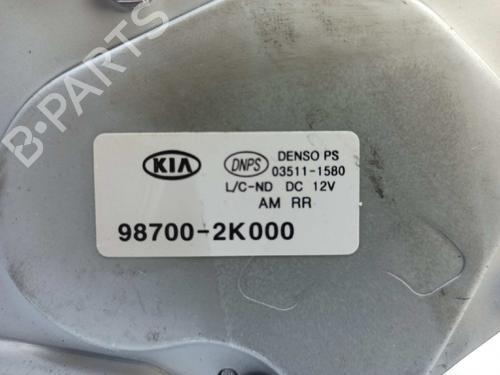 B-PARTS
KIA
DNPS
DENSO PS
03511-1580
L/C-ND DC 12V
AM RR
98700-2K000